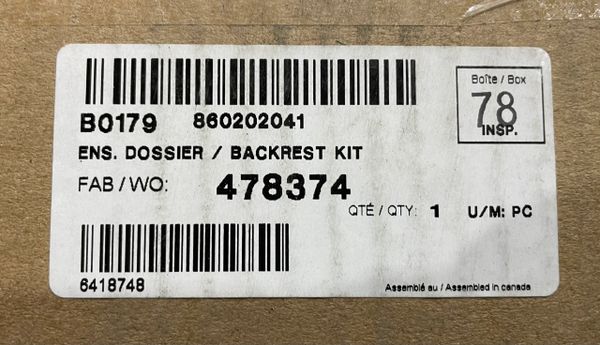 Boîte / Box
78
INSP.
B0179 860202041
ENS. DOSSIER / BACKREST KIT
FAB / WO: 478374
QTÉ / QTY: 1 U/M: PC
6418748
Assemblé au / Assembled in canada